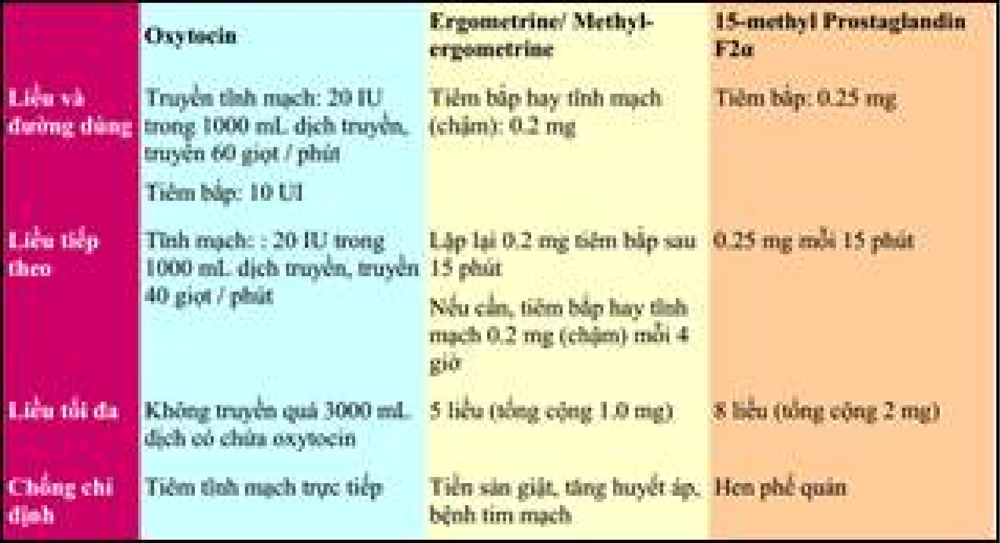 Oxytocin
Ergometrine/ Methyl-
ergometrine
15-methyl Prostaglandin
F2α
Liều và
đường dùng
Truyền tĩnh mạch: 20 IU
trong 1000 mL dịch truyền,
truyền 60 giọt / phút
Tiêm bắp: 10 UI
Tiêm bắp hay tĩnh mạch
(chậm): 0.2 mg
Tiêm bắp: 0.25 mg
Liều tiếp
theo
Tĩnh mạch: : 20 IU trong
1000 mL dịch truyền, truyền
40 giọt / phút
Lặp lại 0.2 mg tiêm bắp sau
15 phút
Nếu cần, tiêm bắp hay tĩnh
mạch 0.2 mg (chậm) mỗi 4
giờ
0.25 mg mỗi 15 phút
Liều tối đa
Không truyền quá 3000 mL
dịch có chứa oxytocin
5 liều (tổng cộng 1.0 mg)
8 liều (tổng cộng 2 mg)
Chống chỉ
định
Tiêm tĩnh mạch trực tiếp
Tiền sản giật, tăng huyết áp,
bệnh tim mạch
Hen phế quản